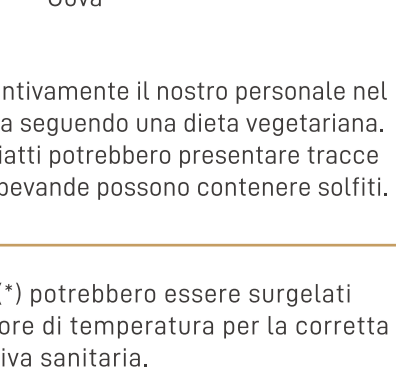 Uova
ntivamente il nostro personale nel
a seguendo una dieta vegetariana.
iatti potrebbero presentare tracce
bevande possono contenere solfiti.
(*) potrebbero essere surgelati
ore di temperatura per la corretta
iva sanitaria.